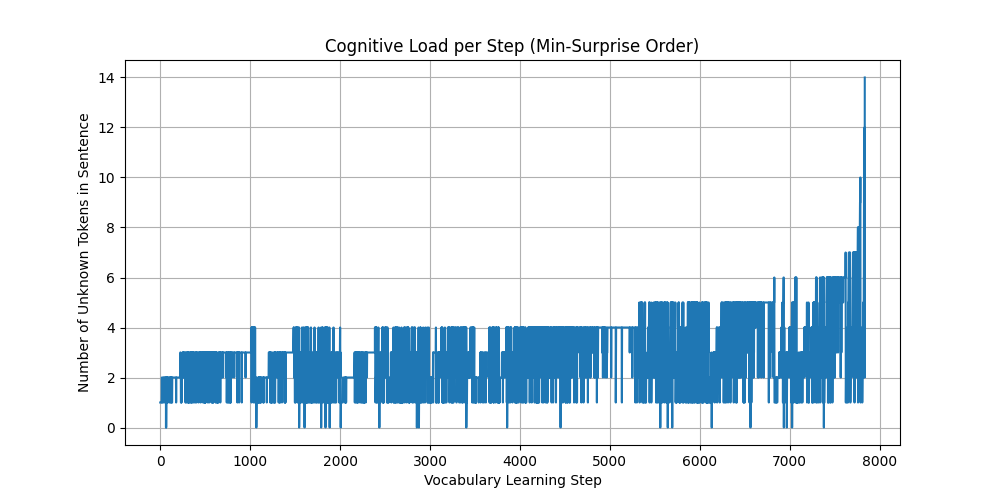 Cognitive Load per Step (Min-Surprise Order)
Number of Unknown Tokens in Sentence
14
12
10
8
6
4
2
0
0 1000 2000 3000 4000 5000 6000 7000 8000
Vocabulary Learning Step